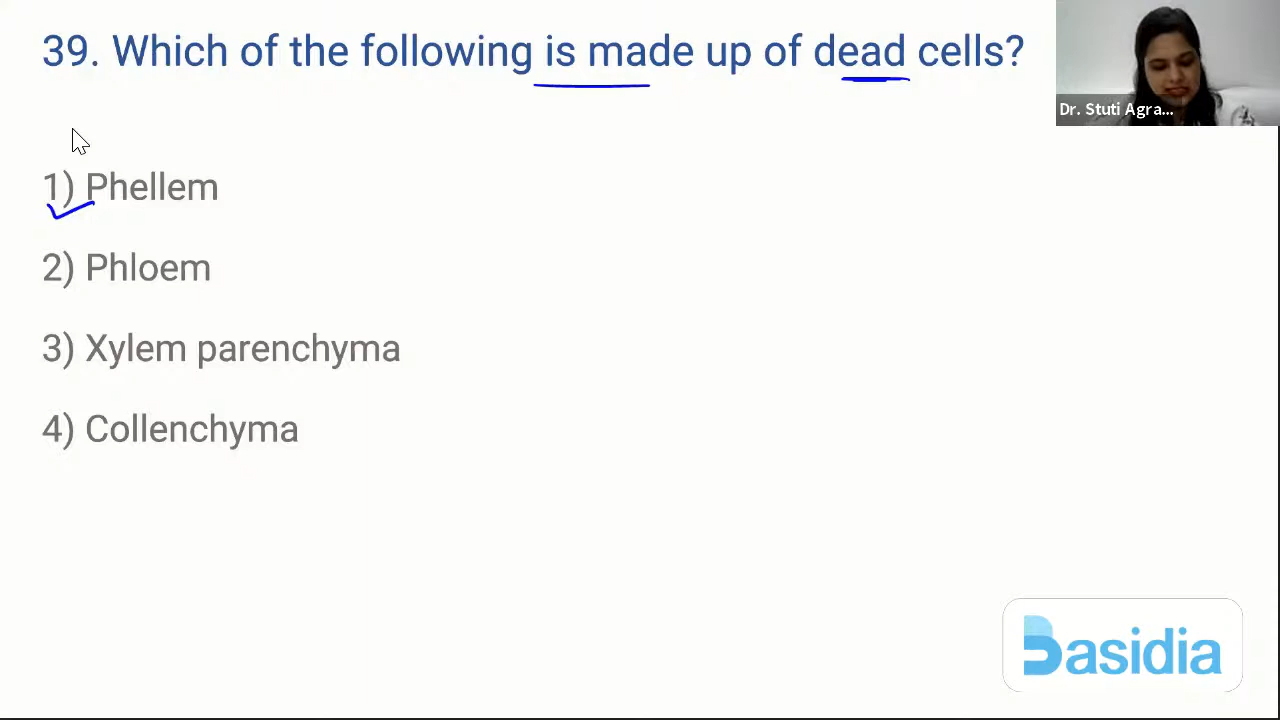 39. Which of the following is made up of dead cells?
Dr. Stuti Agra...
1) Phellem
2) Phloem
3) Xylem parenchyma
4) Collenchyma
Basidia